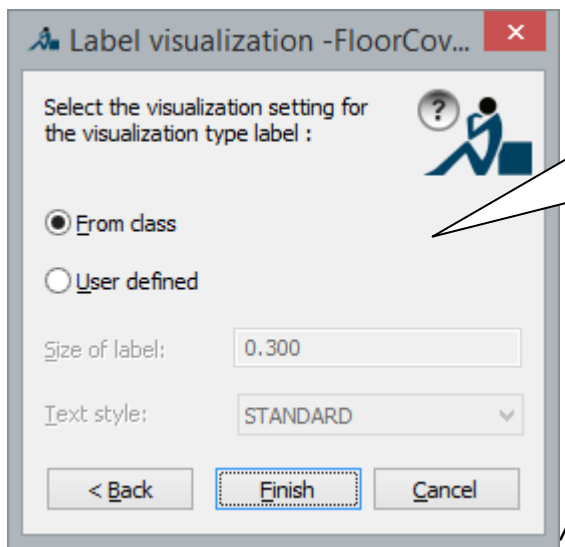 Label visualization -FloorCov...
Select the visualization setting for
the visualization type label :
?
From class
User defined
Size of label: 0.300
Text style: STANDARD
< Back Finish Cancel